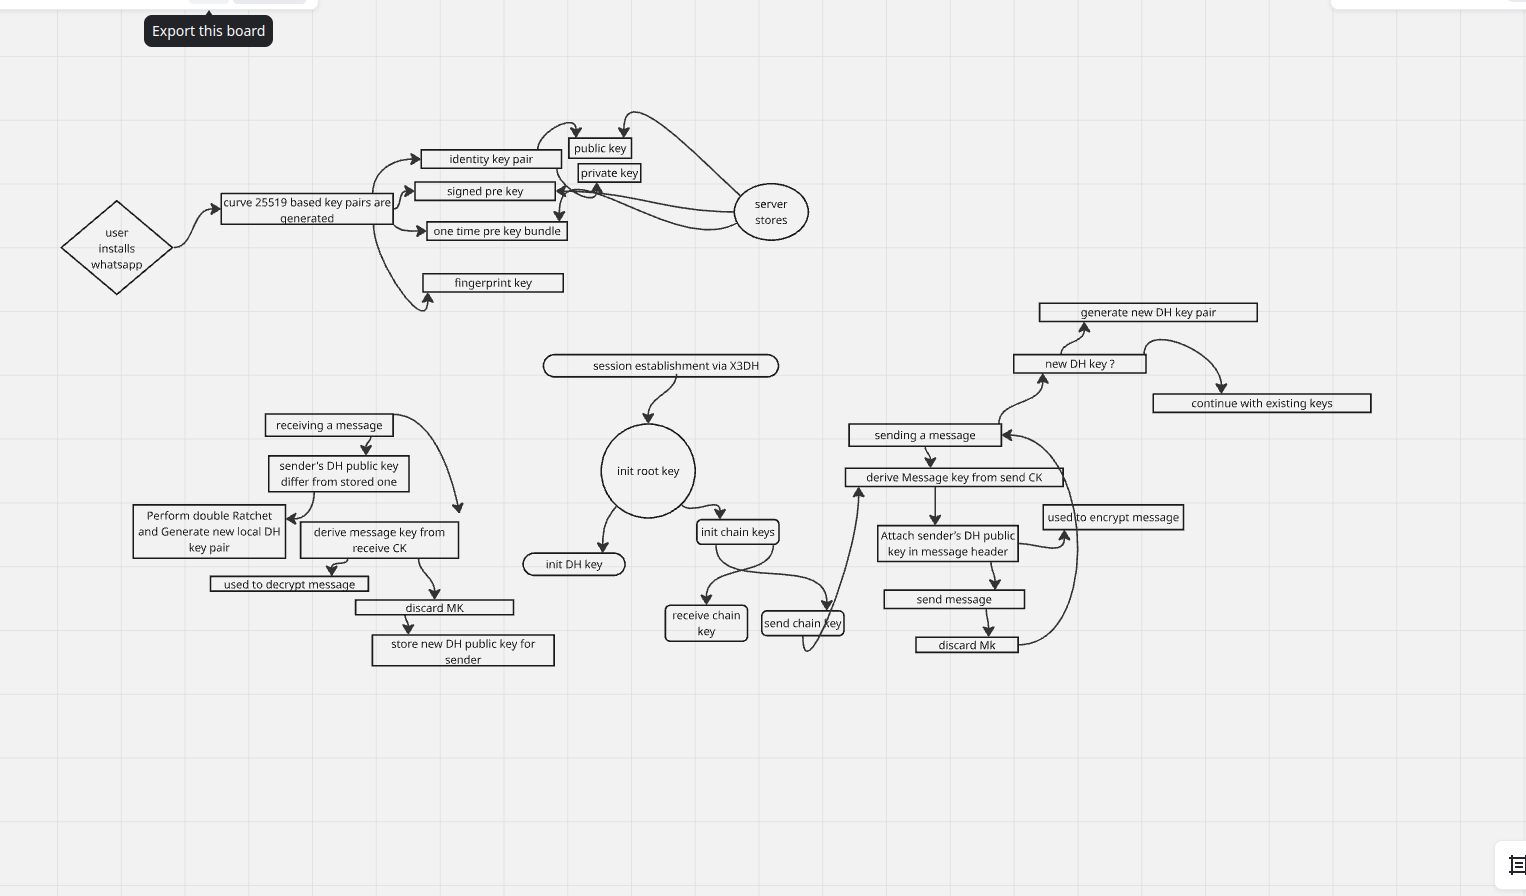 Export this board
public key
identity key pair
private key
signed pre key
curve 25519 based key pairs are
generated
server
stores
one time pre key bundle
user
installs
whatsapp
fingerprint key
generate new DH key pair
session establishment via X3DH
new DH key ?
continue with existing keys
receiving a message
sender's DH public key
differ from stored one
Perform double Ratchet
and Generate new local DH
key pair
derive message key from
receive CK
used to decrypt message
discard MK
store new DH public key for
sender
init root key
init chain keys
init DH key
receive chain
key
send chain key
sending a message
derive Message key from send CK
used to encrypt message
Attach sender's DH public
key in message header
send message
discard Mk